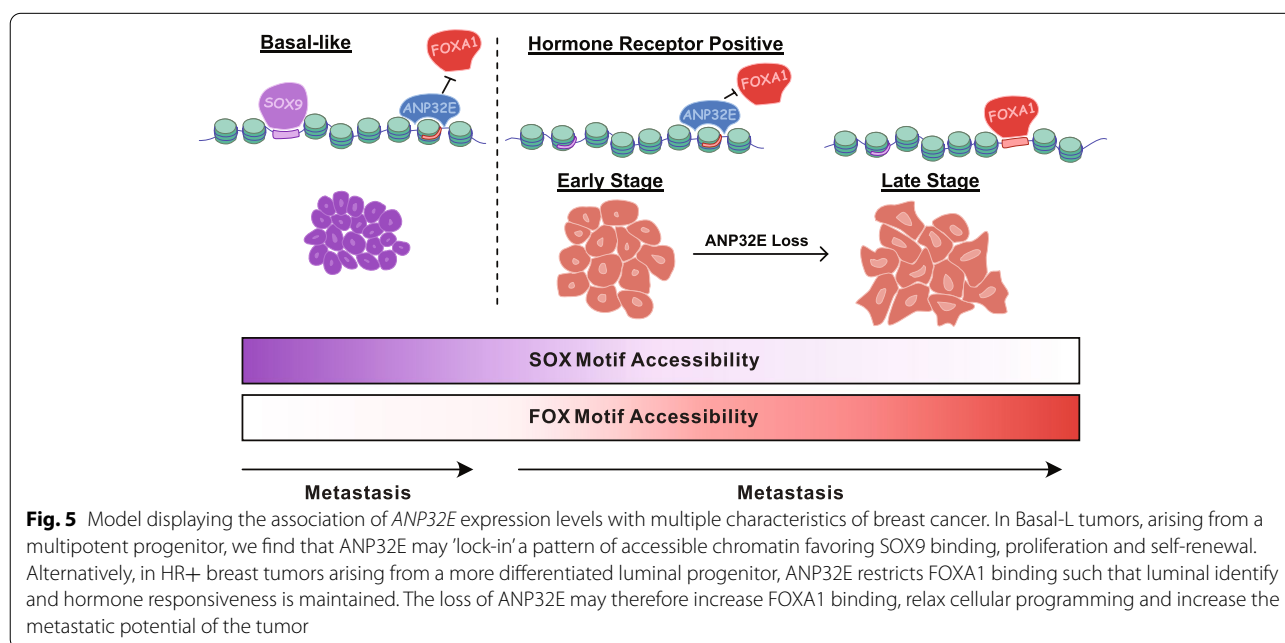 Basal-like
Hormone Receptor Positive
FOXA1
SOX9
ANP32E
FOXA1
ANP32E
FOXA1
Early Stage
Late Stage
ANP32E Loss
SOX Motif Accessibility
FOX Motif Accessibility
Metastasis
Metastasis
Fig. 5 Model displaying the association of ANP32E expression levels with multiple characteristics of breast cancer. In Basal-L tumors, arising from a
multipotent progenitor, we find that ANP32E may 'lock-in' a pattern of accessible chromatin favoring SOX9 binding, proliferation and self-renewal.
Alternatively, in HR+ breast tumors arising from a more differentiated luminal progenitor, ANP32E restricts FOXA1 binding such that luminal identify
and hormone responsiveness is maintained. The loss of ANP32E may therefore increase FOXA1 binding, relax cellular programming and increase the
metastatic potential of the tumor